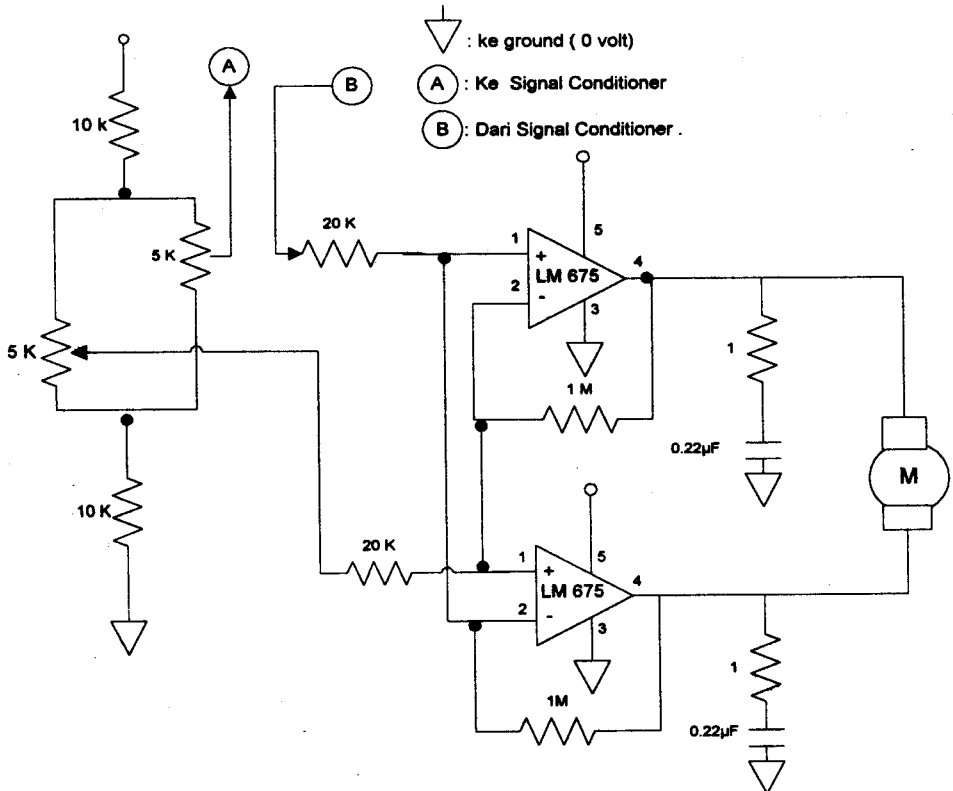 : ke ground ( 0 volt)
A : Ke Signal Conditioner
B : Dari Signal Conditioner .
A
B
10 k
5 K
5 K
10 K
20 K
1
+
LM 675
2
-
5
4
3
1 M
1
0.22µF
M
20 K
1
+
LM 675
2
-
5
4
3
1M
1
0.22µF